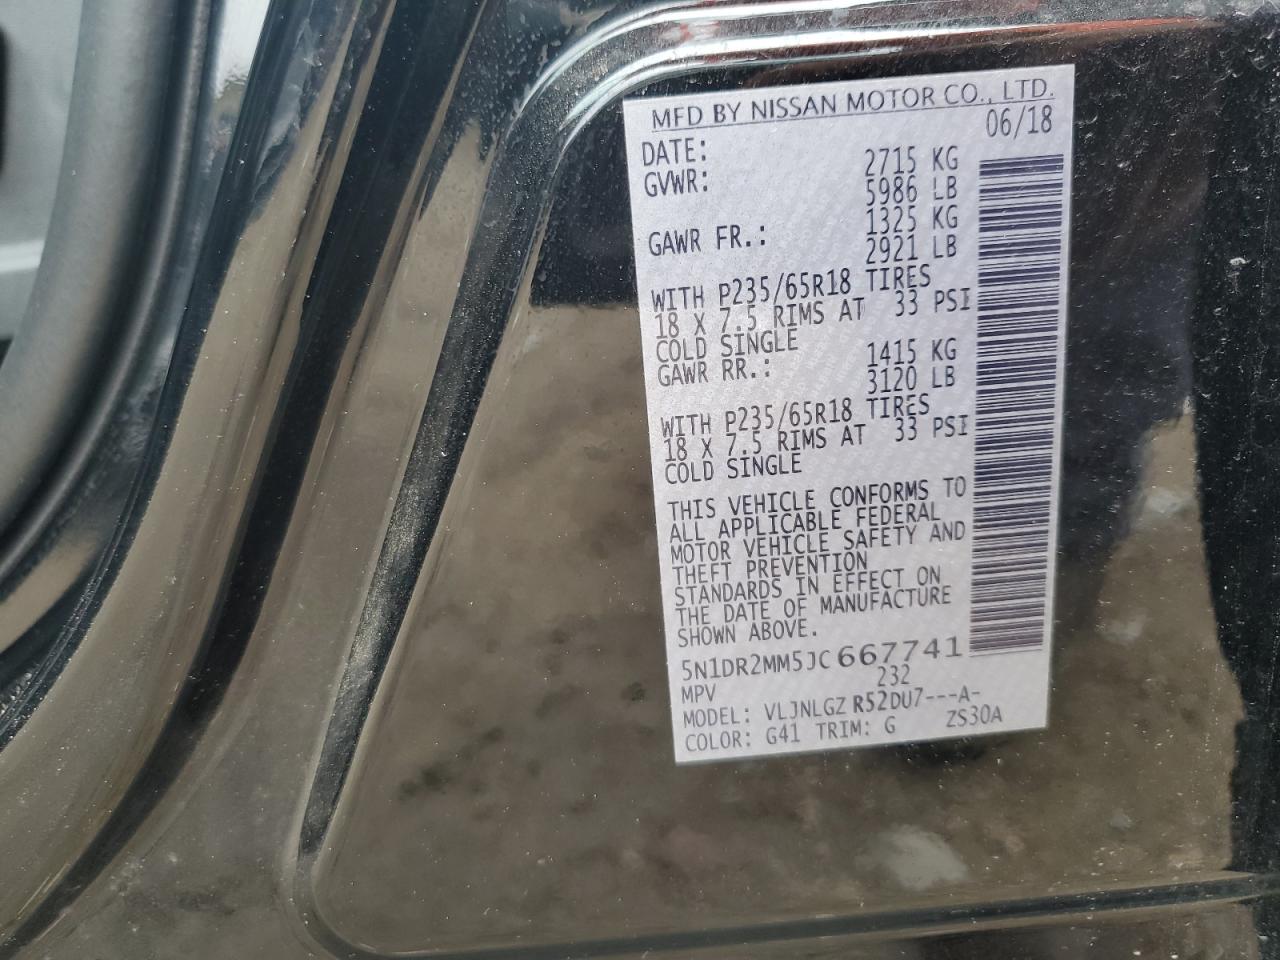 MFD BY NISSAN MOTOR CO., LTD.
DATE: 06/18
GVWR: 2715 KG
5986 LB
GAWR FR.: 1325 KG
2921 LB
WITH P235/65R18 TIRES
18 X 7.5 RIMS AT 33 PSI
COLD SINGLE
GAWR RR.: 1415 KG
3120 LB
WITH P235/65R18 TIRES
18 X 7.5 RIMS AT 33 PSI
COLD SINGLE
THIS VEHICLE CONFORMS TO
ALL APPLICABLE FEDERAL
MOTOR VEHICLE SAFETY AND
THEFT PREVENTION
STANDARDS IN EFFECT ON
THE DATE OF MANUFACTURE
SHOWN ABOVE.
5N1DR2MM5JC667741
MPV 232
MODEL: VLJNLGZ R52DU7---A-
COLOR: G41 TRIM: G ZS30A